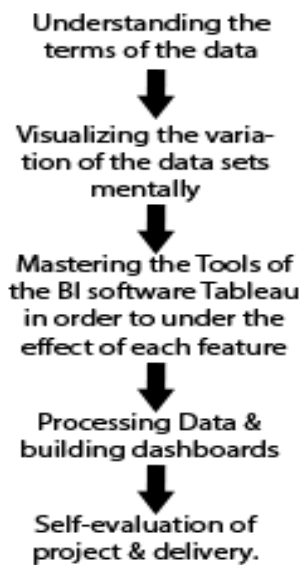 Understanding the
terms of the data
Visualizing the varia-
tion of the data sets
mentally
Mastering the Tools of
the BI software Tableau
in order to under the
effect of each feature
Processing Data &
building dashboards
Self-evaluation of
project & delivery.